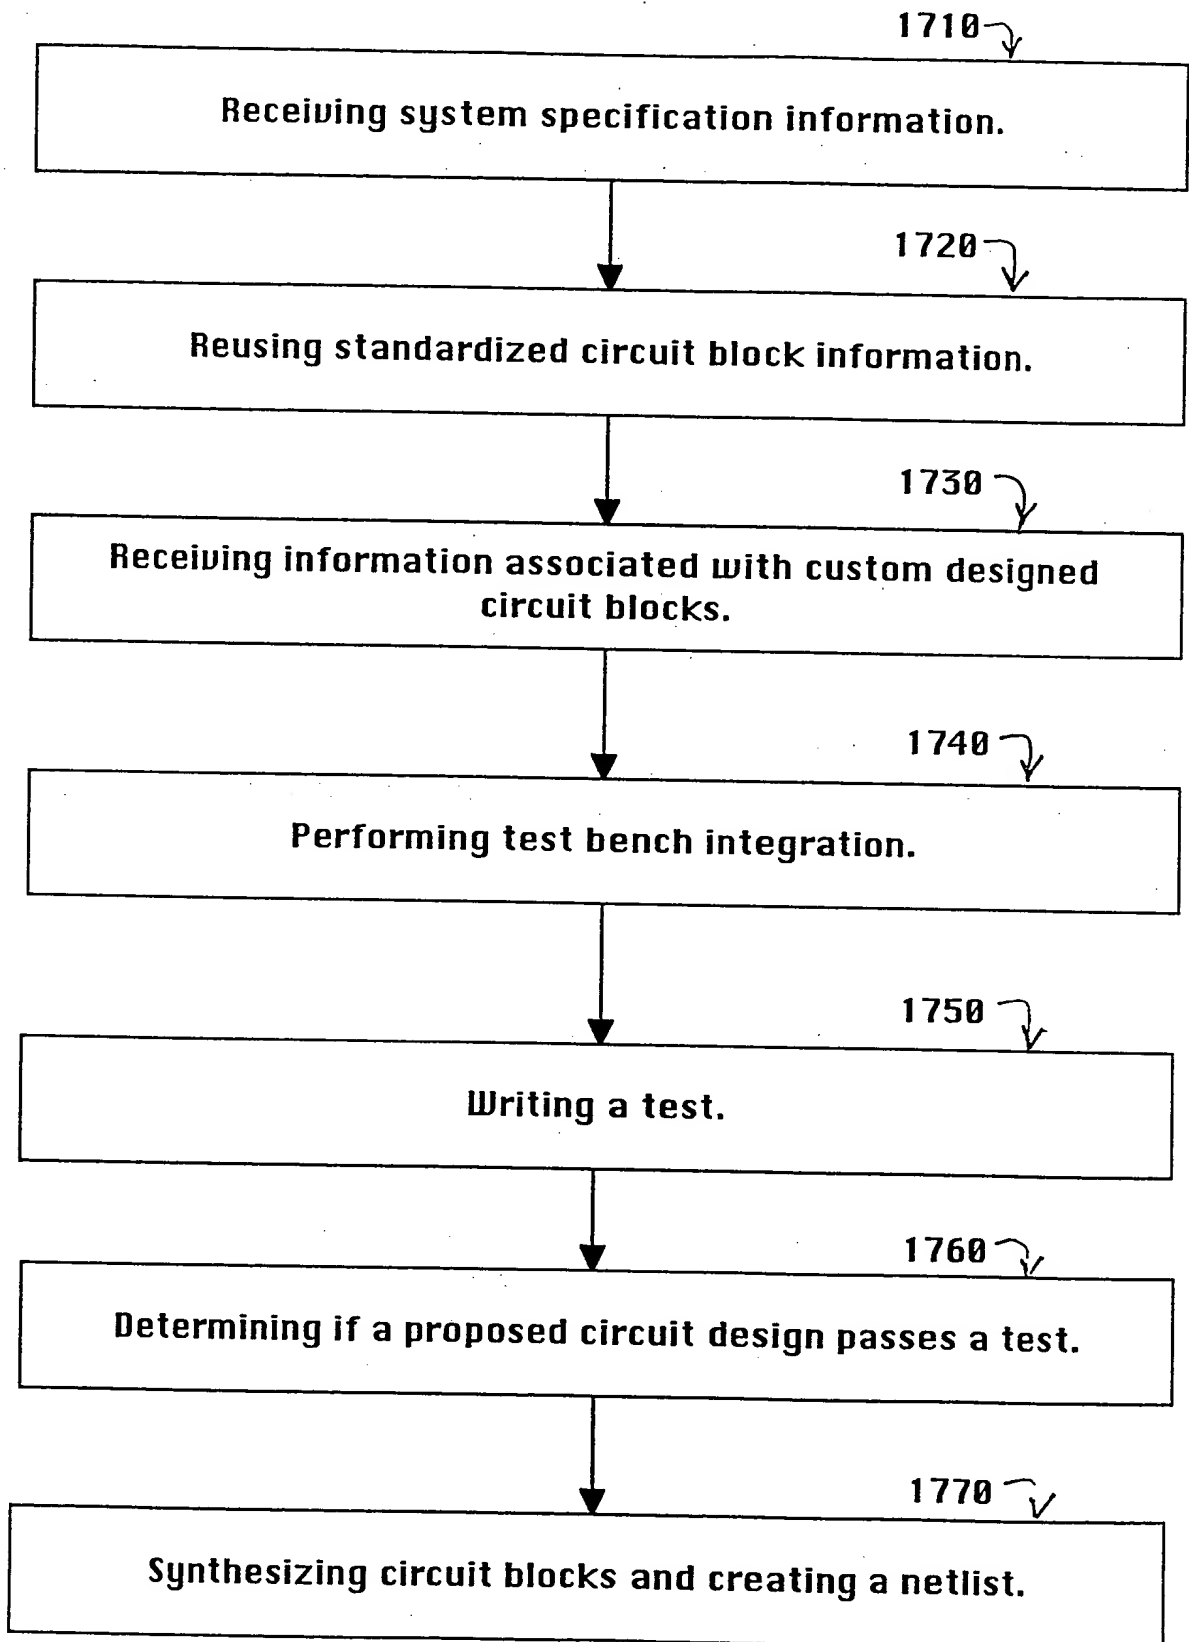 1710
Receiving system specification information.
1720
Reusing standardized circuit block information.
1730
Receiving information associated with custom designed
circuit blocks.
1740
Performing test bench integration.
1750
Writing a test.
1760
Determining if a proposed circuit design passes a test.
1770
Synthesizing circuit blocks and creating a netlist.